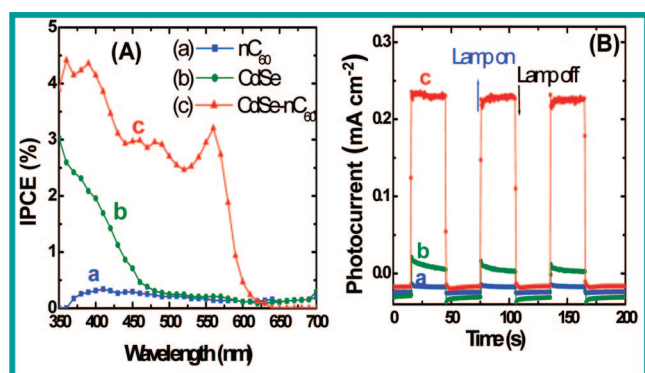 (A)
(a) nC60
(b) CdSe
(c) CdSe-nC60
c
b
a
IPCE (%)
5
4
3
2
1
0
350 400 450 500 550 600 650 700
Wavelength (nm)
(B)
Lamp on
Lamp off
c
b
a
Photocurrent (mA cm-2)
0.3
0.2
0.1
0.0
0 50 100 150 200
Time (s)